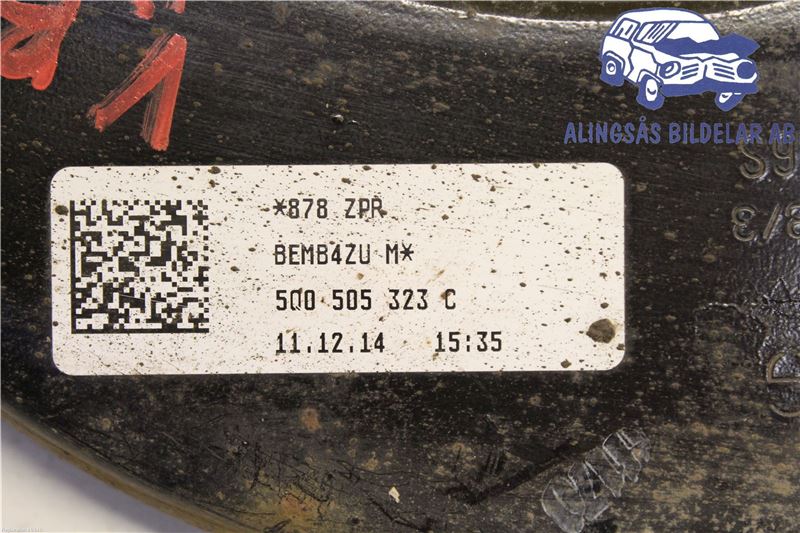 ALINGSÅS BILDELAR AB
*878 ZPR
BEMB4ZU M*
5Q0 505 323 C
11.12.14 15:35